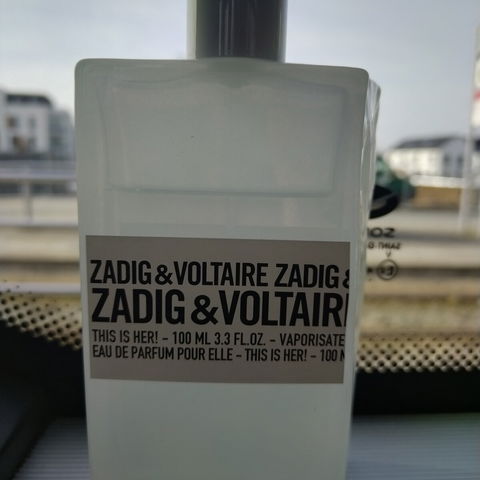 ZADIG &VOLTAIRE ZADIG &
ZADIG &VOLTAIR
THIS IS HER! – 100 ML 3.3 FL.OZ. – VAPORISATE
EAU DE PARFUM POUR ELLE – THIS IS HER! – 100